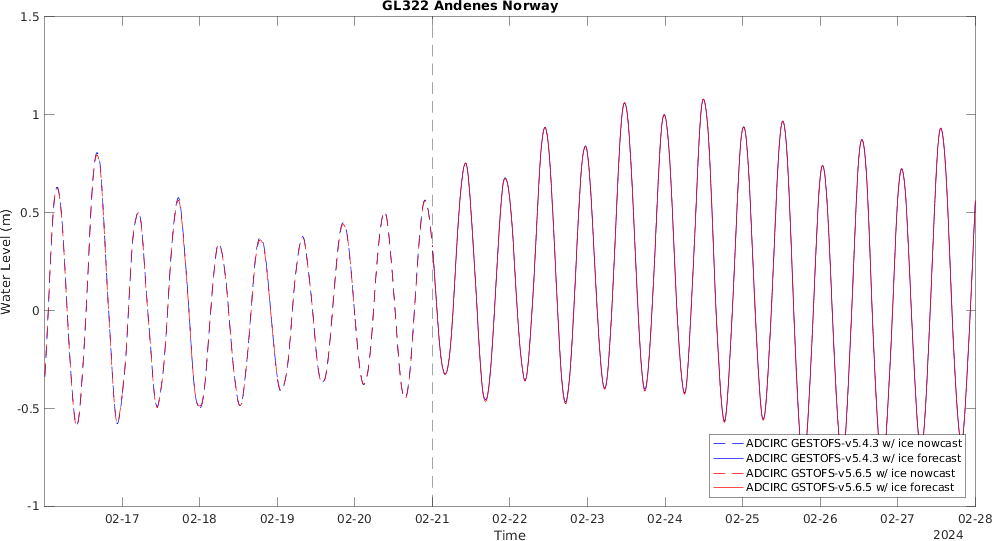 GL322 Andenes Norway
1.5
1
0.5
0
-0.5
-1
Water Level (m)
ADCIRC GESTOFS-v5.4.3 w/ ice nowcast
ADCIRC GESTOFS-v5.4.3 w/ ice forecast
ADCIRC GSTOFS-v5.6.5 w/ ice nowcast
ADCIRC GSTOFS-v5.6.5 w/ ice forecast
02-17 02-18 02-19 02-20 02-21 02-22 02-23 02-24 02-25 02-26 02-27 02-28
Time
2024